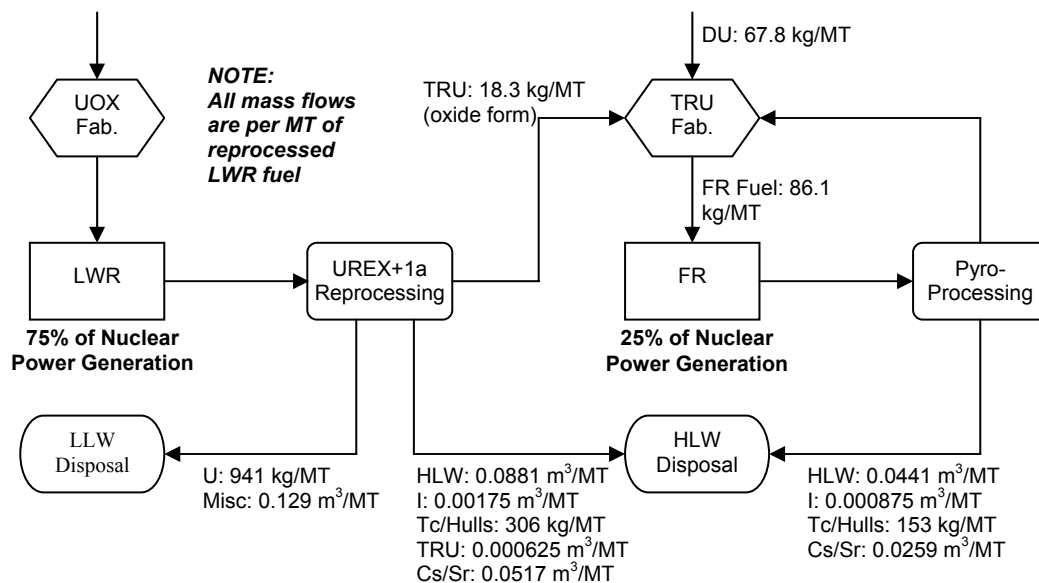 DU: 67.8 kg/MT
UOX
Fab.
NOTE:
All mass flows
are per MT of
reprocessed
LWR fuel
TRU: 18.3 kg/MT
(oxide form)
TRU
Fab.
FR Fuel: 86.1
kg/MT
LWR
UREX+1a
Reprocessing
FR
Pyro-
Processing
75% of Nuclear
Power Generation
25% of Nuclear
Power Generation
LLW
Disposal
HLW
Disposal
U: 941 kg/MT
Misc: 0.129 m³/MT
HLW: 0.0881 m³/MT
I: 0.00175 m³/MT
Tc/Hulls: 306 kg/MT
TRU: 0.000625 m³/MT
Cs/Sr: 0.0517 m³/MT
HLW: 0.0441 m³/MT
I: 0.000875 m³/MT
Tc/Hulls: 153 kg/MT
Cs/Sr: 0.0259 m³/MT